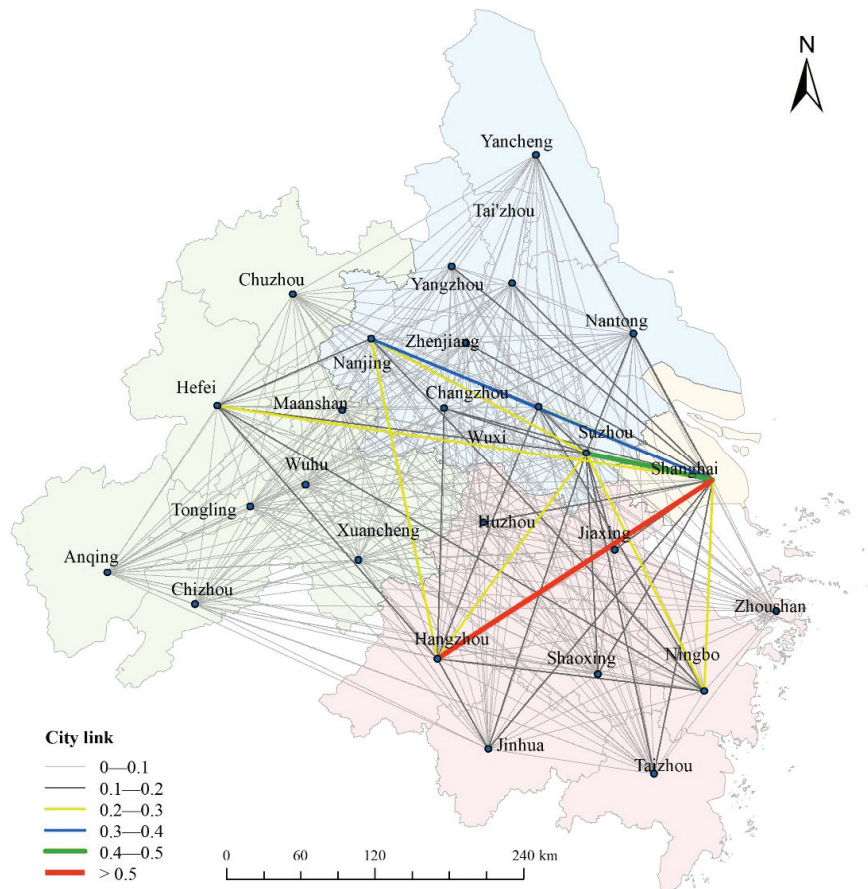 N
Yancheng
Tai'zhou
Chuzhou
Yangzhou
Nantong
Zhenjiang
Nanjing
Hefei
Maanshan
Changzhou
Wuxi
Suzhou
Shanghai
Wuhu
Tongling
Xuancheng
Huzhou
Jiaxing
Anqing
Chizhou
Zhoushan
Hangzhou
Shaoxing
Ningbo
Jinhua
Taizhou
City link
0—0.1
0.1—0.2
0.2—0.3
0.3—0.4
0.4—0.5
> 0.5
0 60 120 240 km